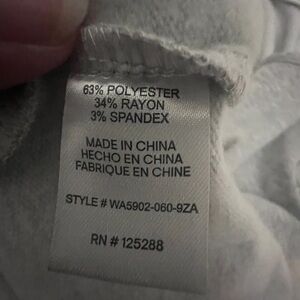 63% POLYESTER
34% RAYON
3% SPANDEX
MADE IN CHINA
HECHO EN CHINA
FABRIQUE EN CHINE
STYLE # WA5902-060-9ZA
RN # 125288